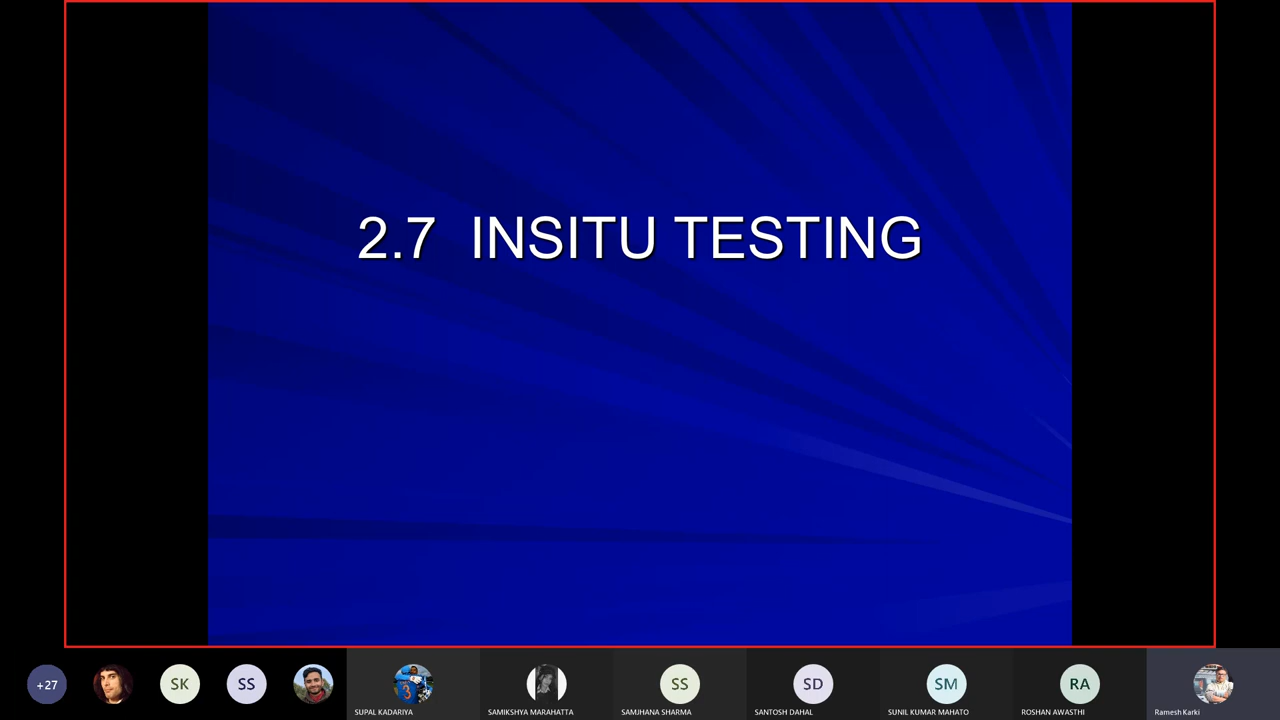 2.7 INSITU TESTING
+27
SK
SS
SUPAL KADARIYA
3
SAMIKSHYA MARAHATTA
SS
SAMJHANA SHARMA
SD
SANTOSH DAHAL
SM
SUNIL KUMAR MAHATO
RA
ROSHAN AWASTHI
Ramesh Karki